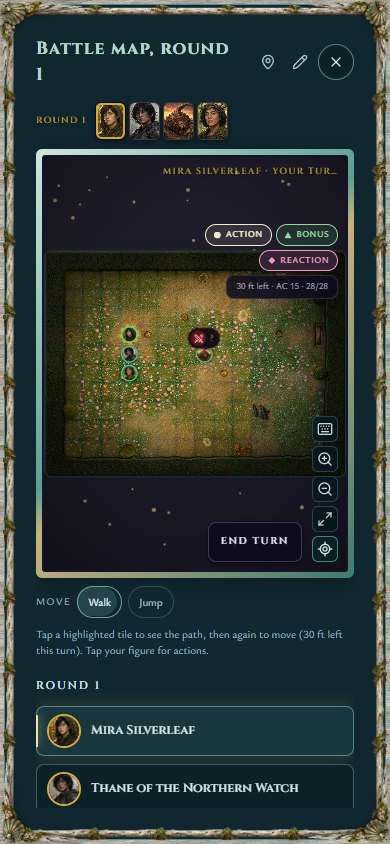 Battle map, round
1
ROUND 1
MIRA SILVERLEAF · YOUR TUR…
ACTION
BONUS
REACTION
30 ft left · AC 15 · 28/28
END TURN
MOVE
Walk
Jump
Tap a highlighted tile to see the path, then again to move (30 ft left
this turn). Tap your figure for actions.
ROUND 1
Mira Silverleaf
Thane of the Northern Watch